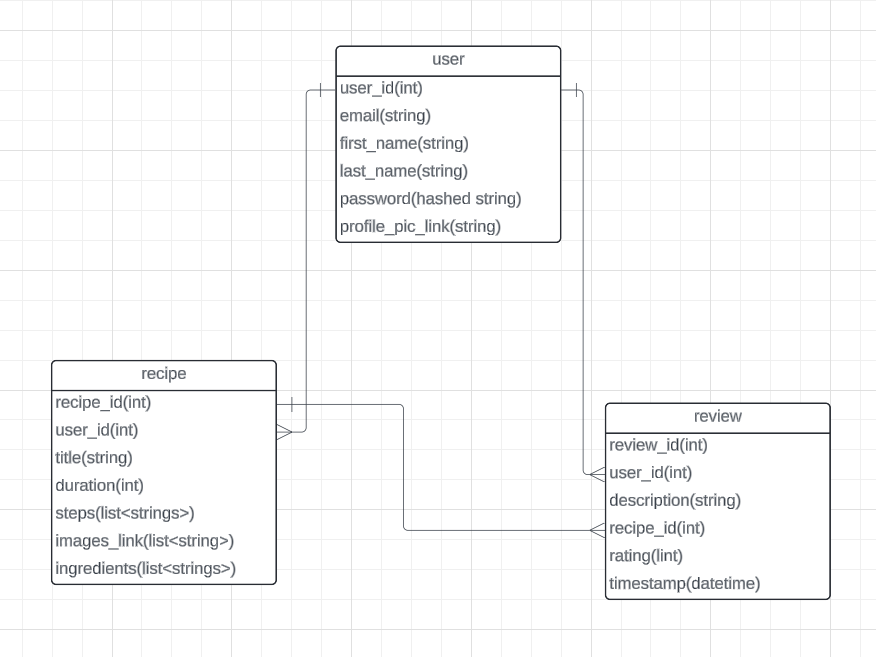 user
user_id(int)
email(string)
first_name(string)
last_name(string)
password(hashed string)
profile_pic_link(string)
recipe
recipe_id(int)
user_id(int)
title(string)
duration(int)
steps(list<strings>)
images_link(list<string>)
ingredients(list<strings>)
review
review_id(int)
user_id(int)
description(string)
recipe_id(int)
rating(lint)
timestamp(datetime)